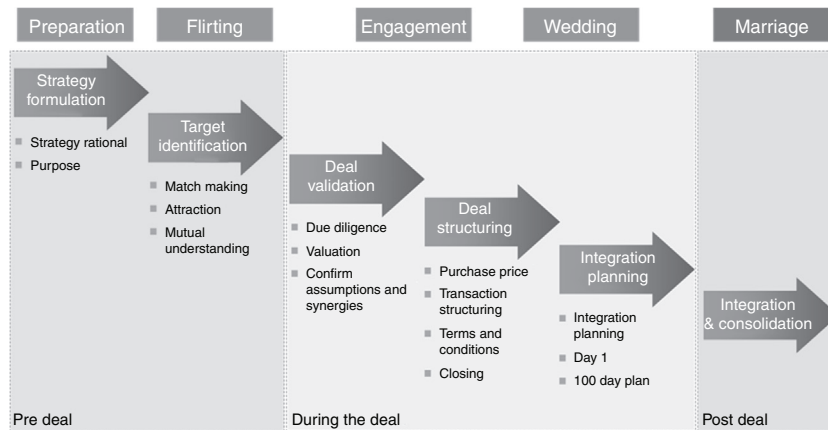 Preparation
Flirting
Engagement
Wedding
Marriage
Strategy
formulation
Strategy rational
Purpose
Target
identification
Match making
Attraction
Mutual
understanding
Deal
validation
Due diligence
Valuation
Confirm
assumptions and
synergies
Deal
structuring
Purchase price
Transaction
structuring
Terms and
conditions
Closing
Integration
planning
Integration
planning
Day 1
100 day plan
Integration
& consolidation
Pre deal
During the deal
Post deal